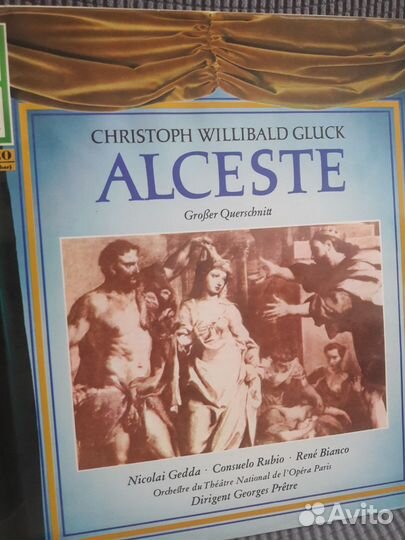 CHRISTOPH WILLIBALD GLUCK
ALCESTE
Großer Querschnitt
Nicolai Gedda · Consuelo Rubio · René Bianco
Orchestre du Théâtre National de l'Opéra Paris
Dirigent Georges Prêtre
Avito